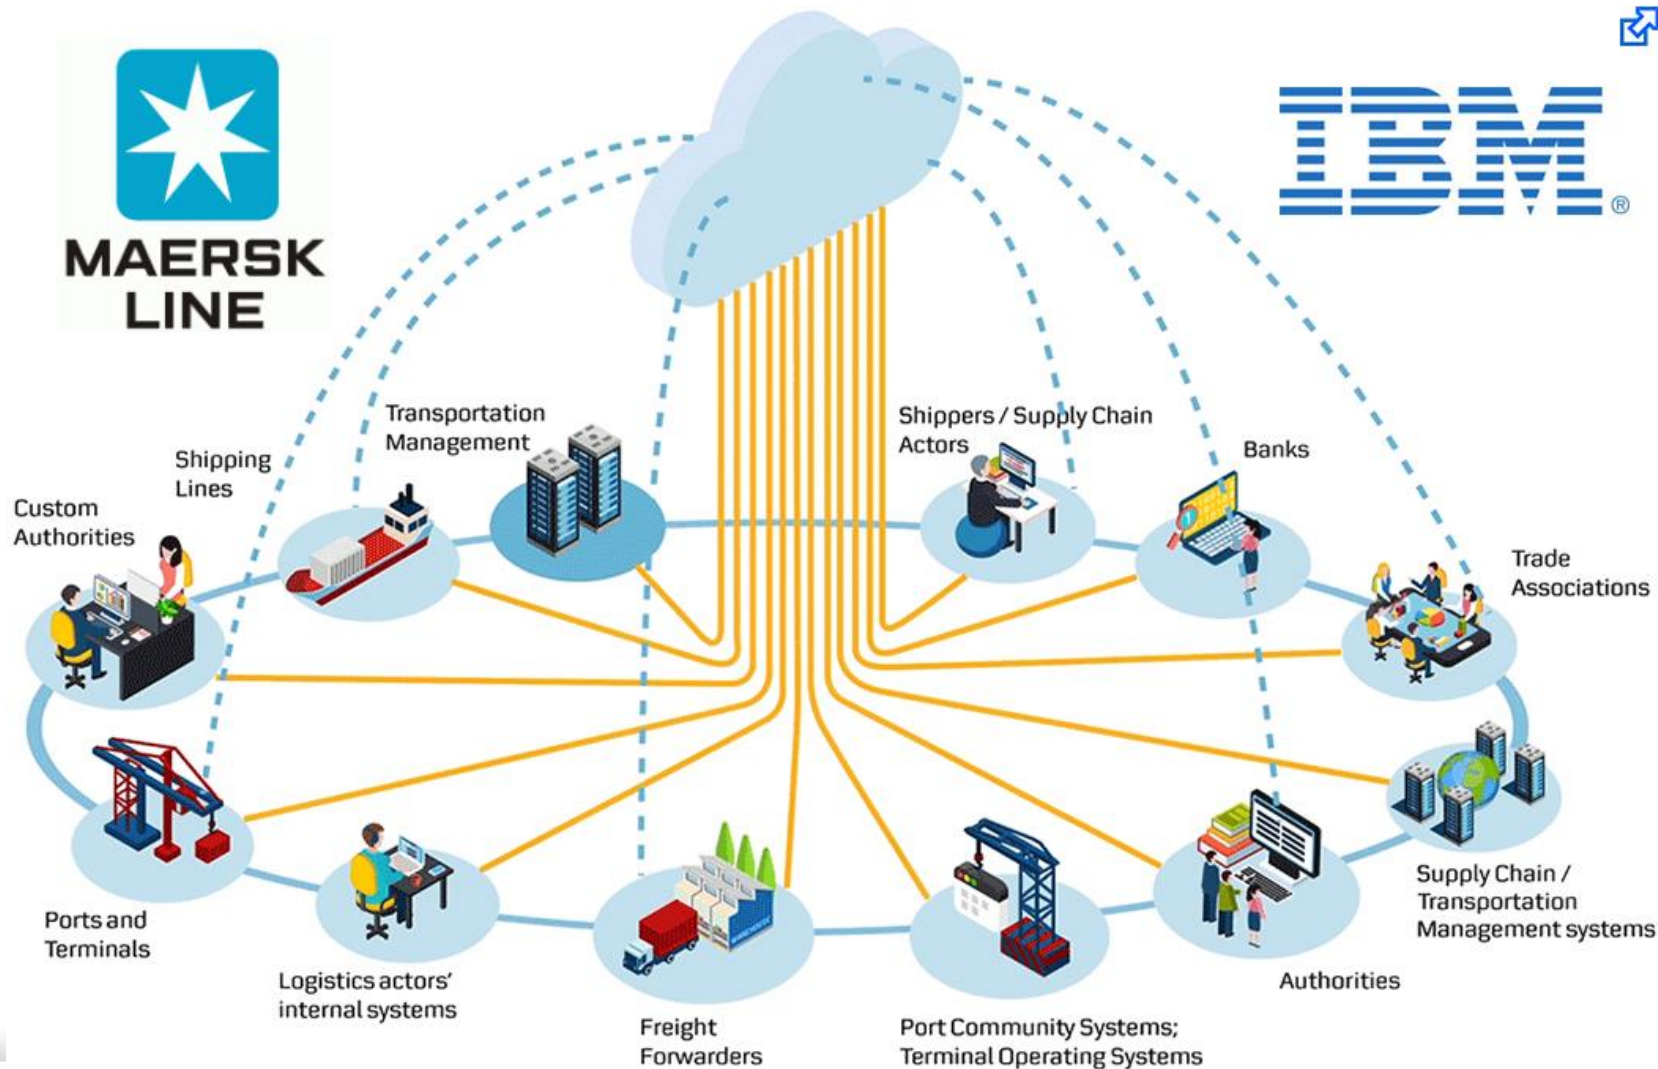 MAERSK
LINE
IBM®
Transportation
Management
Shippers / Supply Chain
Actors
Banks
Shipping
Lines
Custom
Authorities
Trade
Associations
Ports and
Terminals
Logistics actors'
internal systems
Freight
Forwarders
Port Community Systems;
Terminal Operating Systems
Authorities
Supply Chain /
Transportation
Management systems
WAREHOUSE